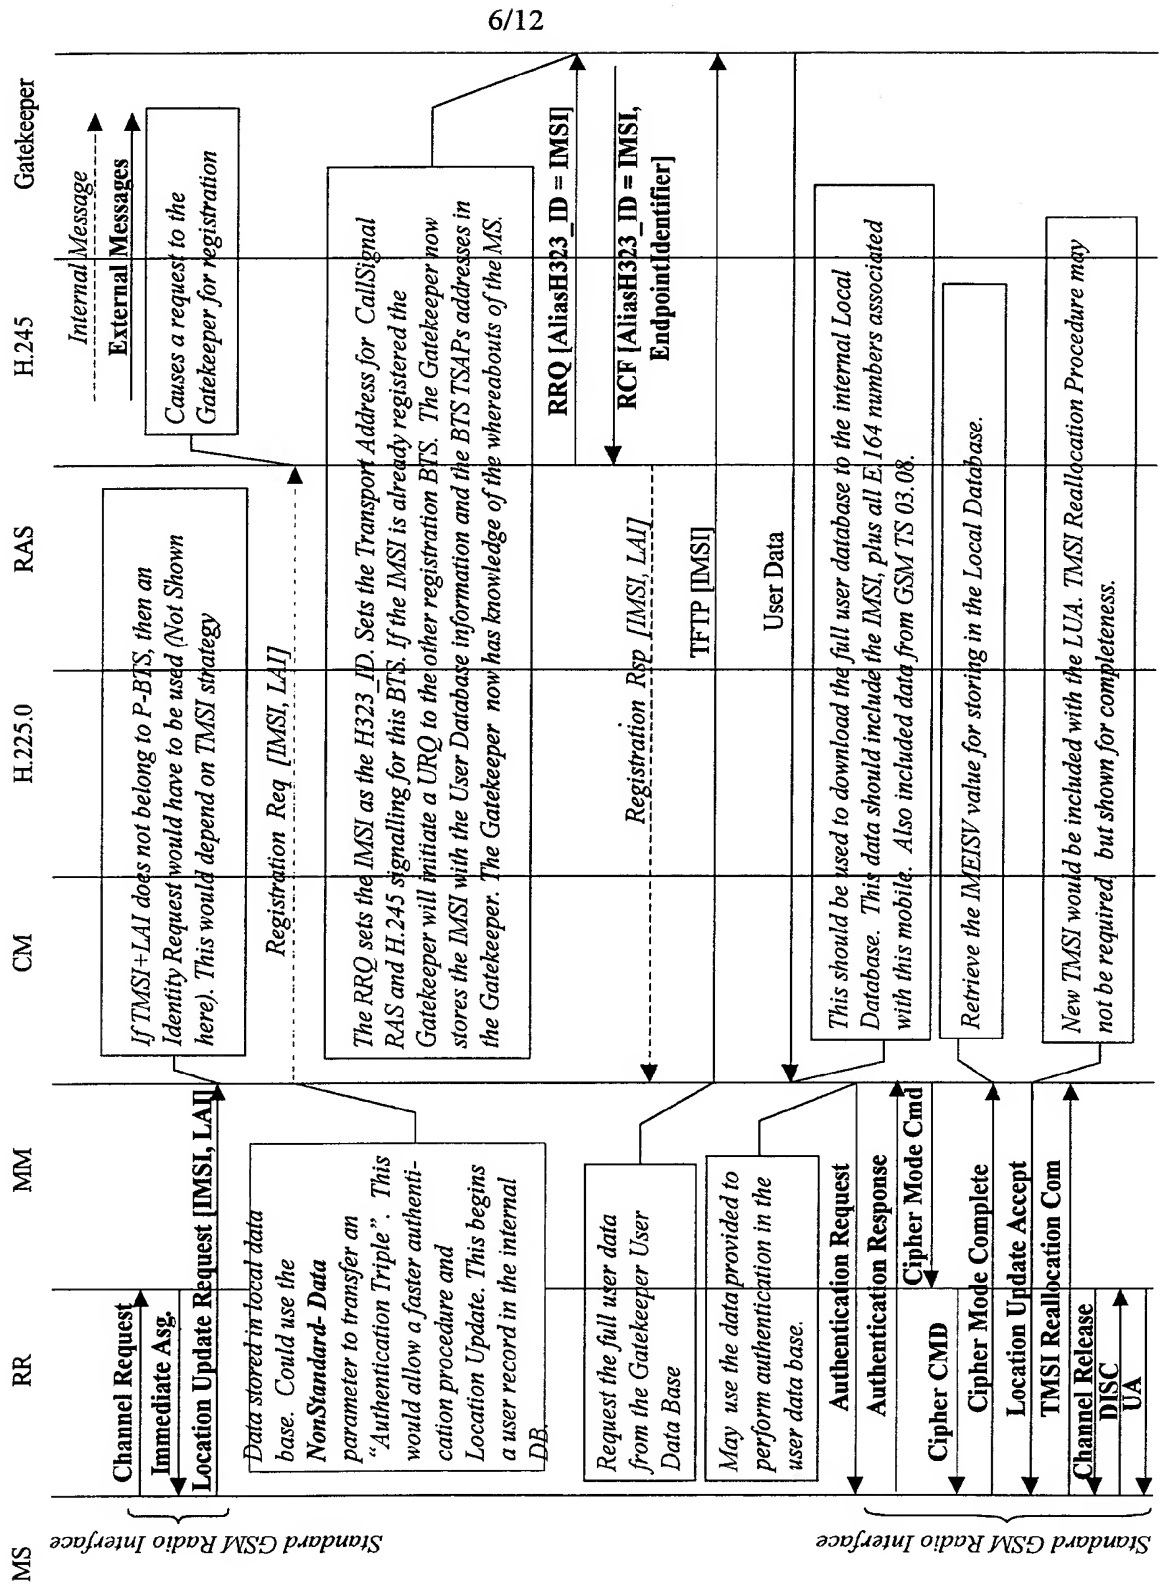 6/12
MS
RR
MM
CM
H.225.0
RAS
H.245
Gatekeeper
Internal Message
External Messages
Standard GSM Radio Interface
Channel Request
Immediate Asg.
Location Update Request [IMSI, LAI]
If TMSI+LAI does not belong to P-BTS, then an
Identity Request would have to be used (Not Shown
here). This would depend on TMSI strategy
Causes a request to the
Gatekeeper for registration
Registration Req [IMSI, LAI]
Data stored in local data
base. Could use the
NonStandard- Data
parameter to transfer an
"Authentication Triple". This
would allow a faster authenti-
cation procedure and
Location Update. This begins
a user record in the internal
DB.
The RRQ sets the IMSI as the H323_ID. Sets the Transport Address for CallSignal
RAS and H.245 signalling for this BTS. If the IMSI is already registered the
Gatekeeper will initiate a URQ to the other registration BTS. The Gatekeeper now
stores the IMSI with the User Database information and the BTS TSAPs addresses in
the Gatekeeper. The Gatekeeper now has knowledge of the whereabouts of the MS.
RRQ [AliasH323_ID = IMSI]
RCF [AliasH323_ID = IMSI,
EndpointIdentifier]
Registration Rsp [IMSI, LAI]
Request the full user data
from the Gatekeeper User
Data Base
TFTP [IMSI]
User Data
May use the data provided to
perform authentication in the
user data base.
This should be used to download the full user database to the internal Local
Database. This data should include the IMSI, plus all E.164 numbers associated
with this mobile. Also included data from GSM TS 03.08.
Authentication Request
Authentication Response
Cipher Mode Cmd
Cipher CMD
Retrieve the IMEISV value for storing in the Local Database.
Cipher Mode Complete
Location Update Accept
TMSI Reallocation Com
New TMSI would be included with the LUA. TMSI Reallocation Procedure may
not be required, but shown for completeness.
Channel Release
DISC
UA
Standard GSM Radio Interface